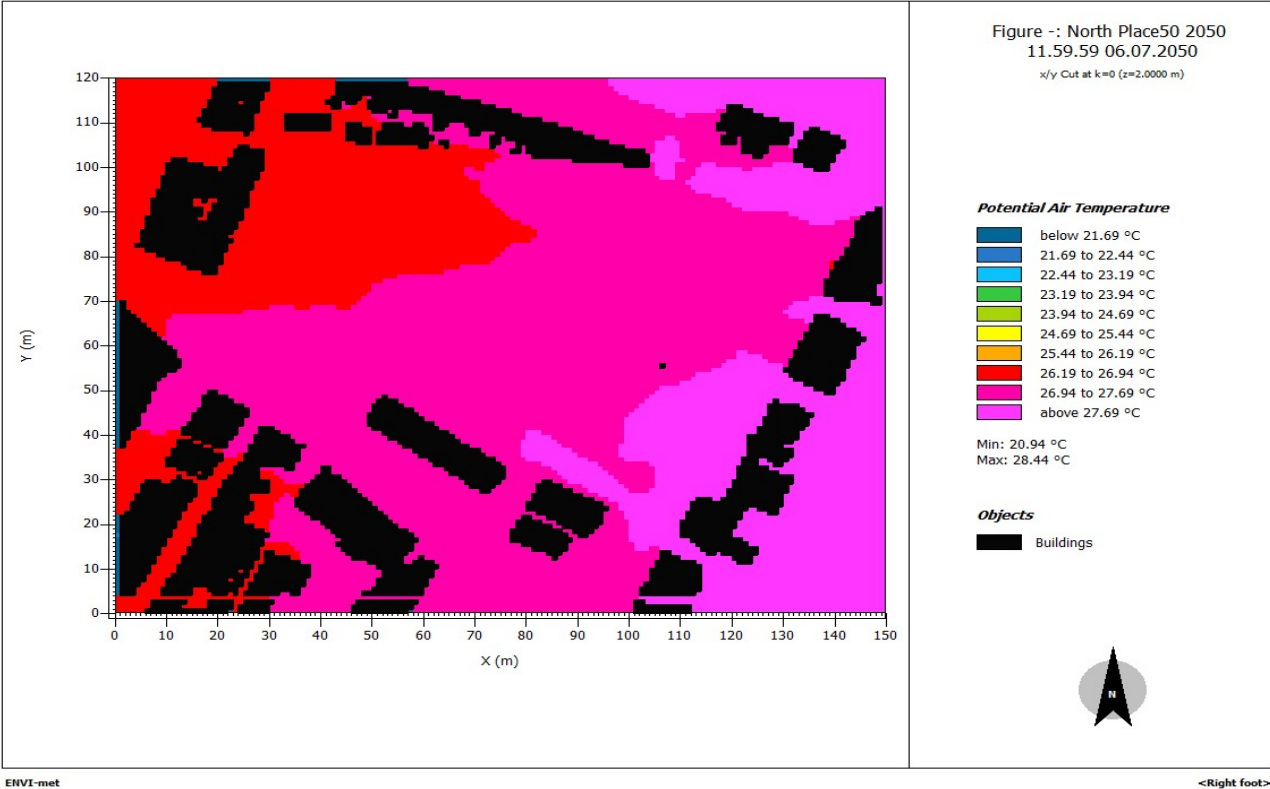 Figure -: North Place50 2050
11.59.59 06.07.2050
x/y Cut at k=0 (z=2.0000 m)
120
110
100
90
80
70
60
50
40
30
20
10
0
Y (m)
0 10 20 30 40 50 60 70 80 90 100 110 120 130 140 150
X (m)
Potential Air Temperature
below 21.69 °C
21.69 to 22.44 °C
22.44 to 23.19 °C
23.19 to 23.94 °C
23.94 to 24.69 °C
24.69 to 25.44 °C
25.44 to 26.19 °C
26.19 to 26.94 °C
26.94 to 27.69 °C
above 27.69 °C
Min: 20.94 °C
Max: 28.44 °C
Objects
Buildings
N
ENVI-met
<Right foot>